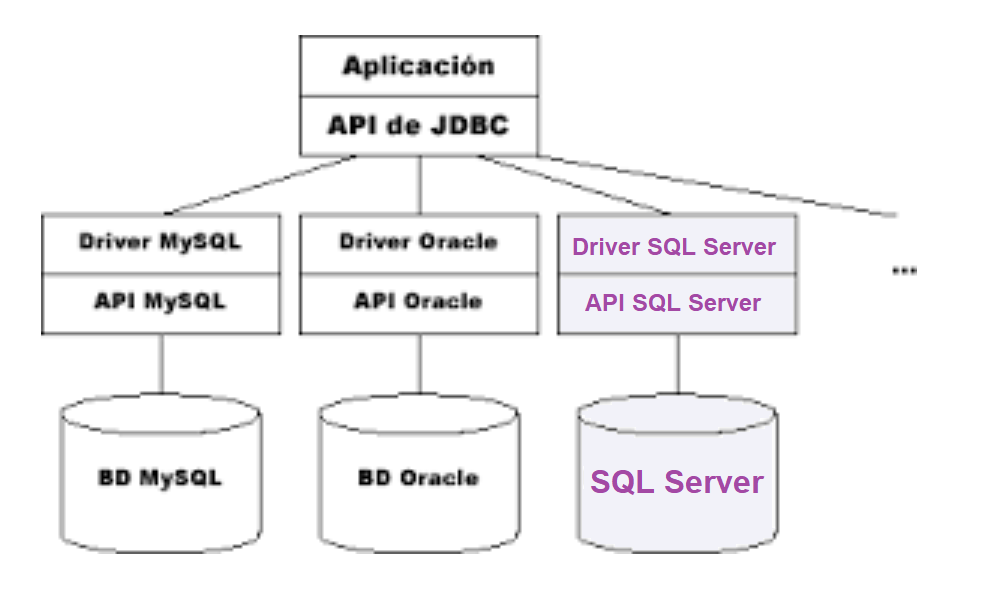 Aplicación
API de JDBC
Driver MySQL
API MySQL
Driver Oracle
API Oracle
Driver SQL Server
API SQL Server
...
BD MySQL
BD Oracle
SQL Server